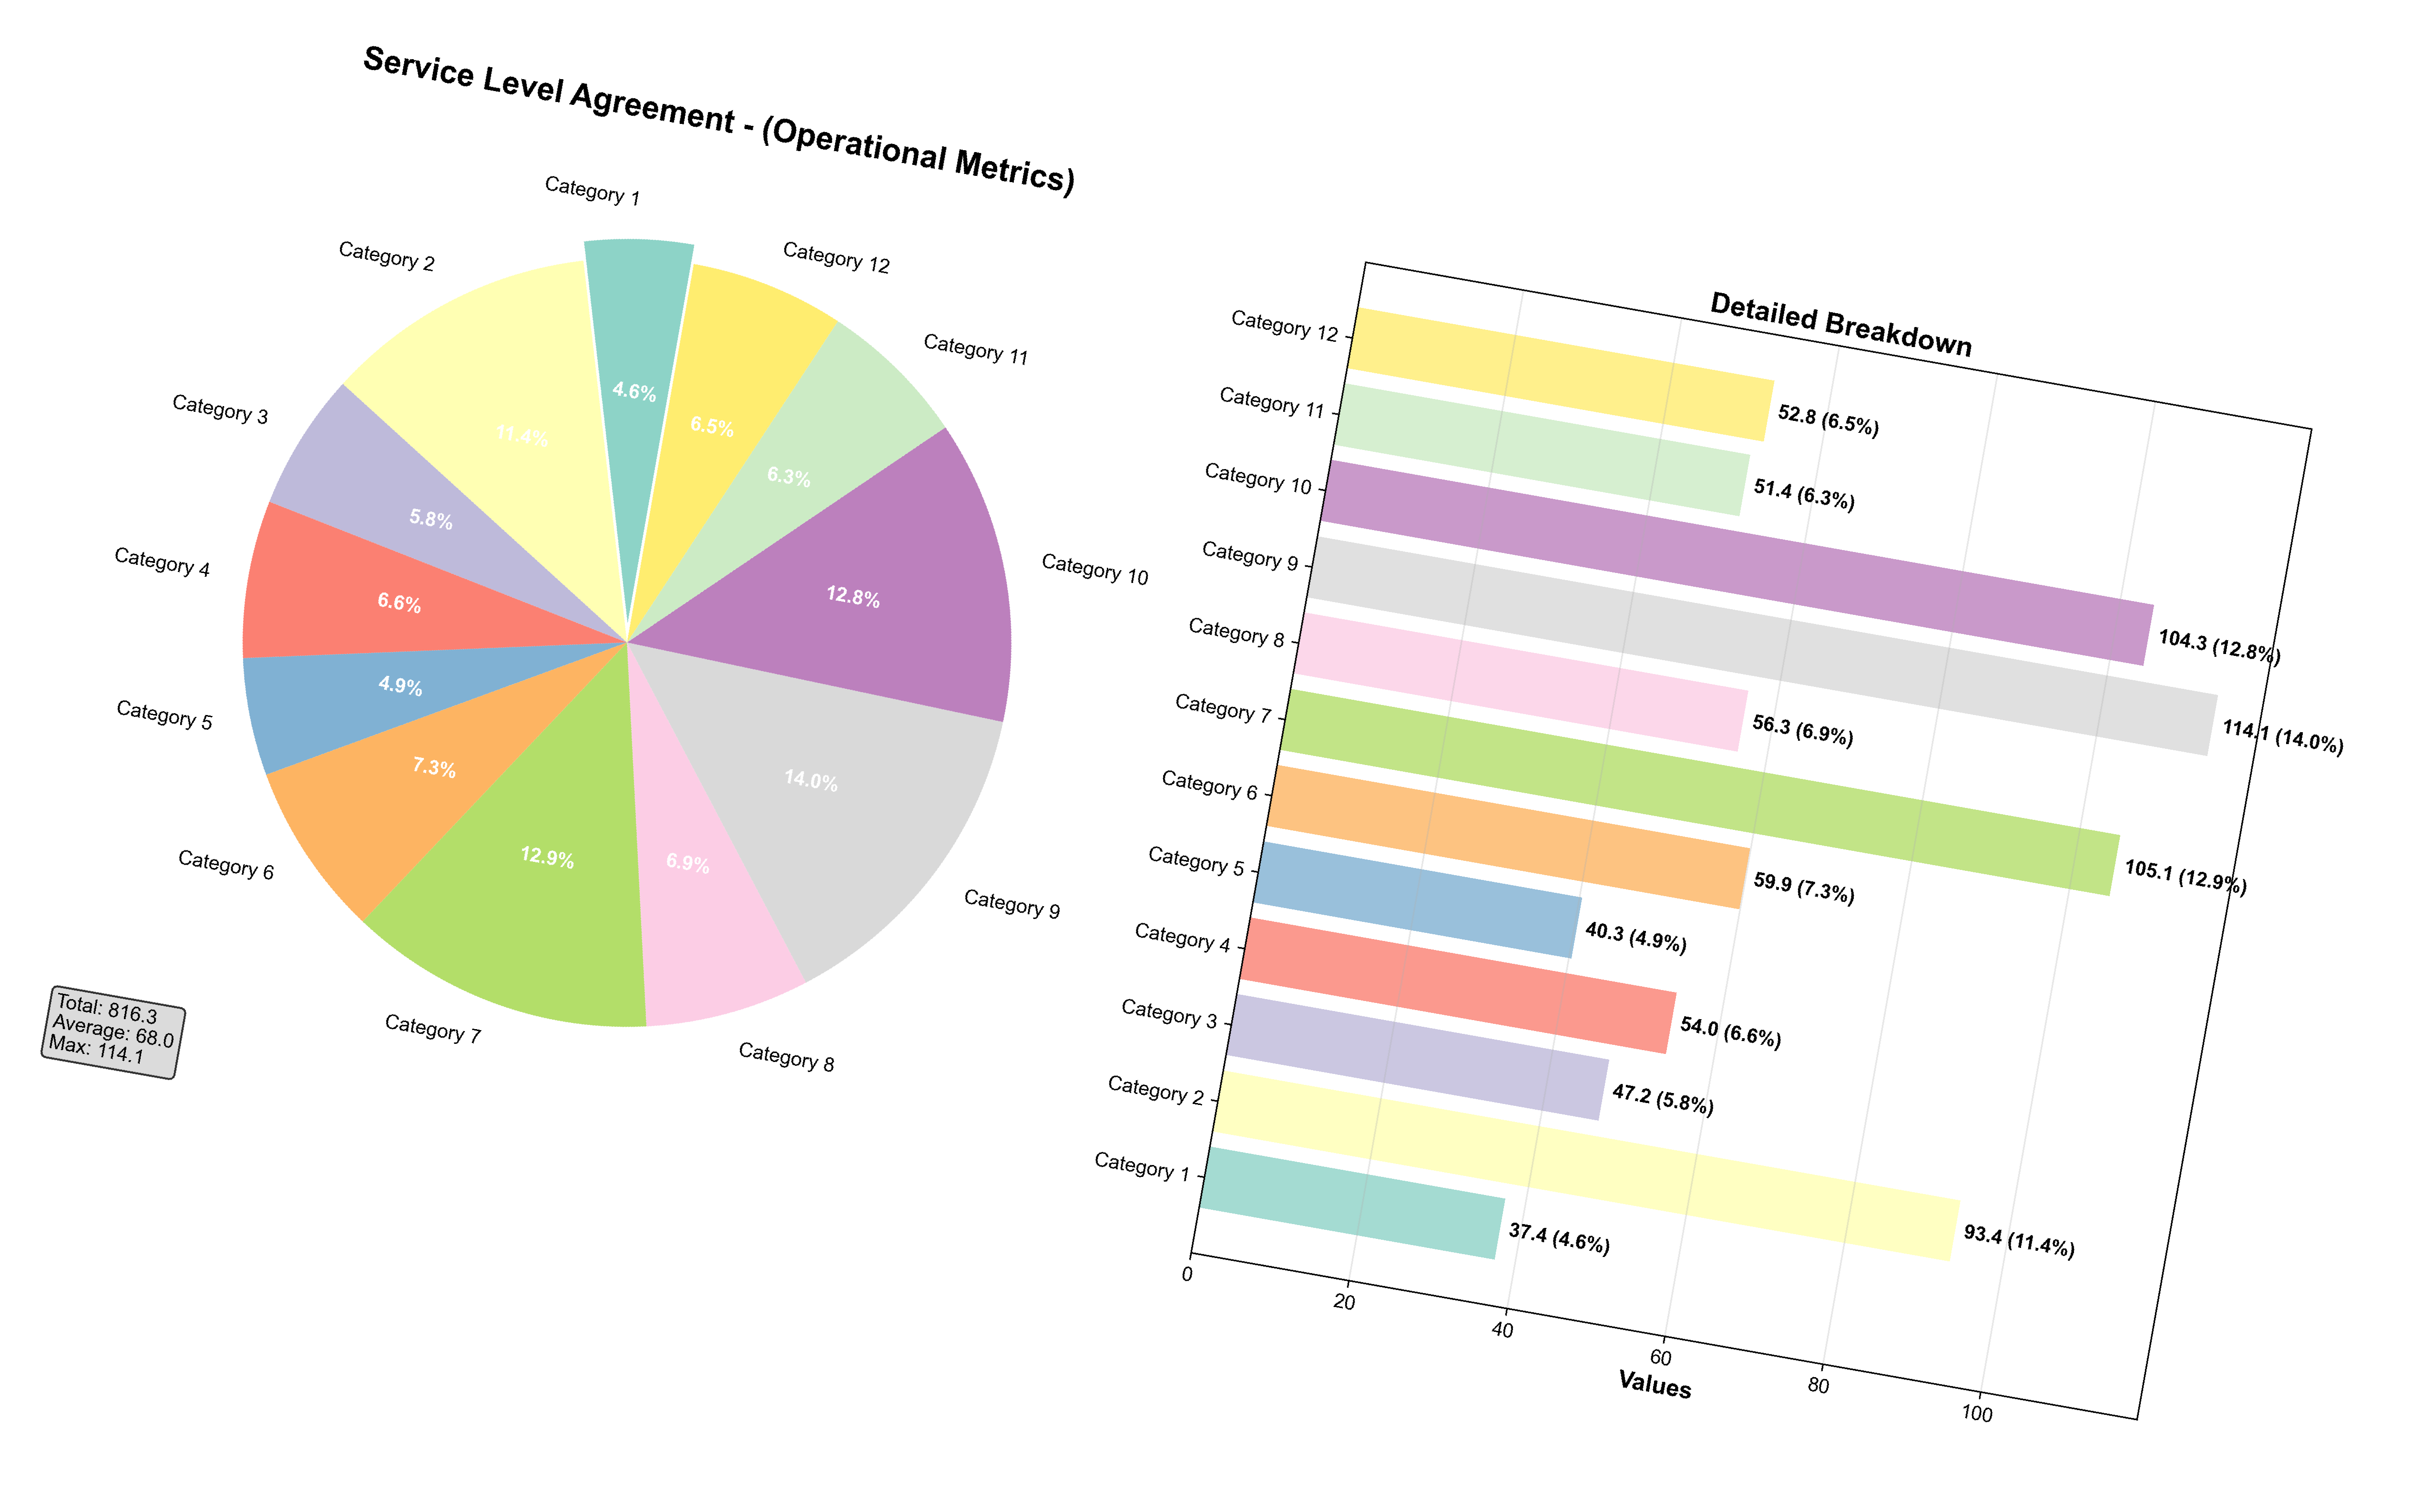 Service Level Agreement - (Operational Metrics)
Category 1
Category 2
Category 3
Category 4
Category 5
Category 6
Category 7
Category 8
Category 9
Category 10
Category 11
Category 12
4.6%
11.4%
5.8%
6.6%
4.9%
7.3%
12.9%
6.9%
14.0%
12.8%
6.3%
6.5%
Total: 816.3
Average: 68.0
Max: 114.1
Detailed Breakdown
Category 12
52.8 (6.5%)
Category 11
51.4 (6.3%)
Category 10
104.3 (12.8%)
Category 9
114.1 (14.0%)
Category 8
56.3 (6.9%)
Category 7
105.1 (12.9%)
Category 6
59.9 (7.3%)
Category 5
40.3 (4.9%)
Category 4
54.0 (6.6%)
Category 3
47.2 (5.8%)
Category 2
93.4 (11.4%)
Category 1
37.4 (4.6%)
0
20
40
60
80
100
Values